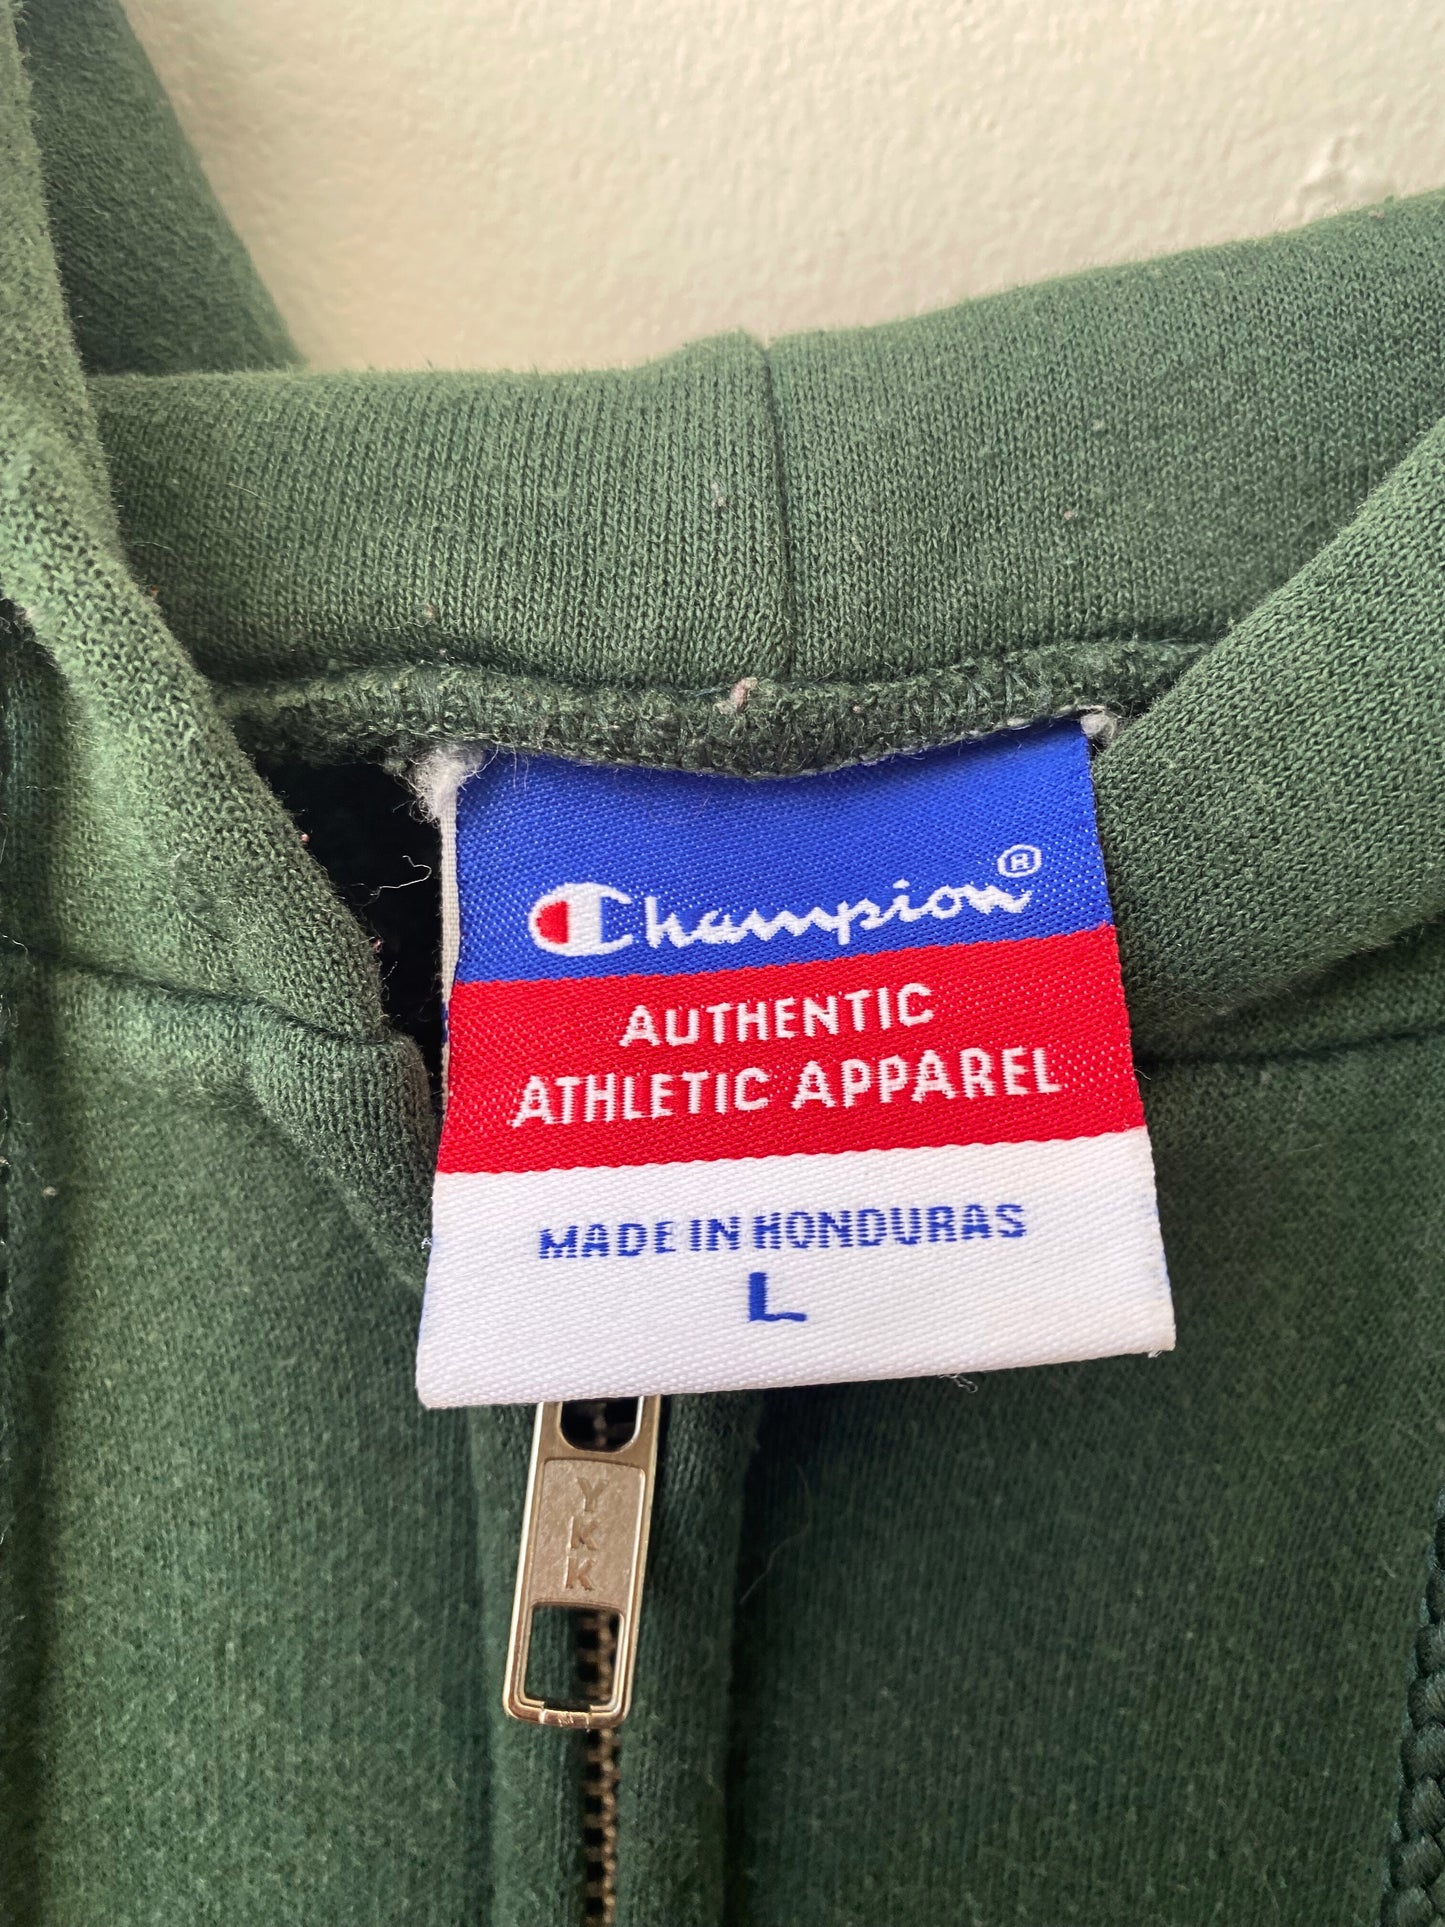 Champion®
AUTHENTIC
ATHLETIC APPAREL
MADE IN HONDURAS
L
YKK